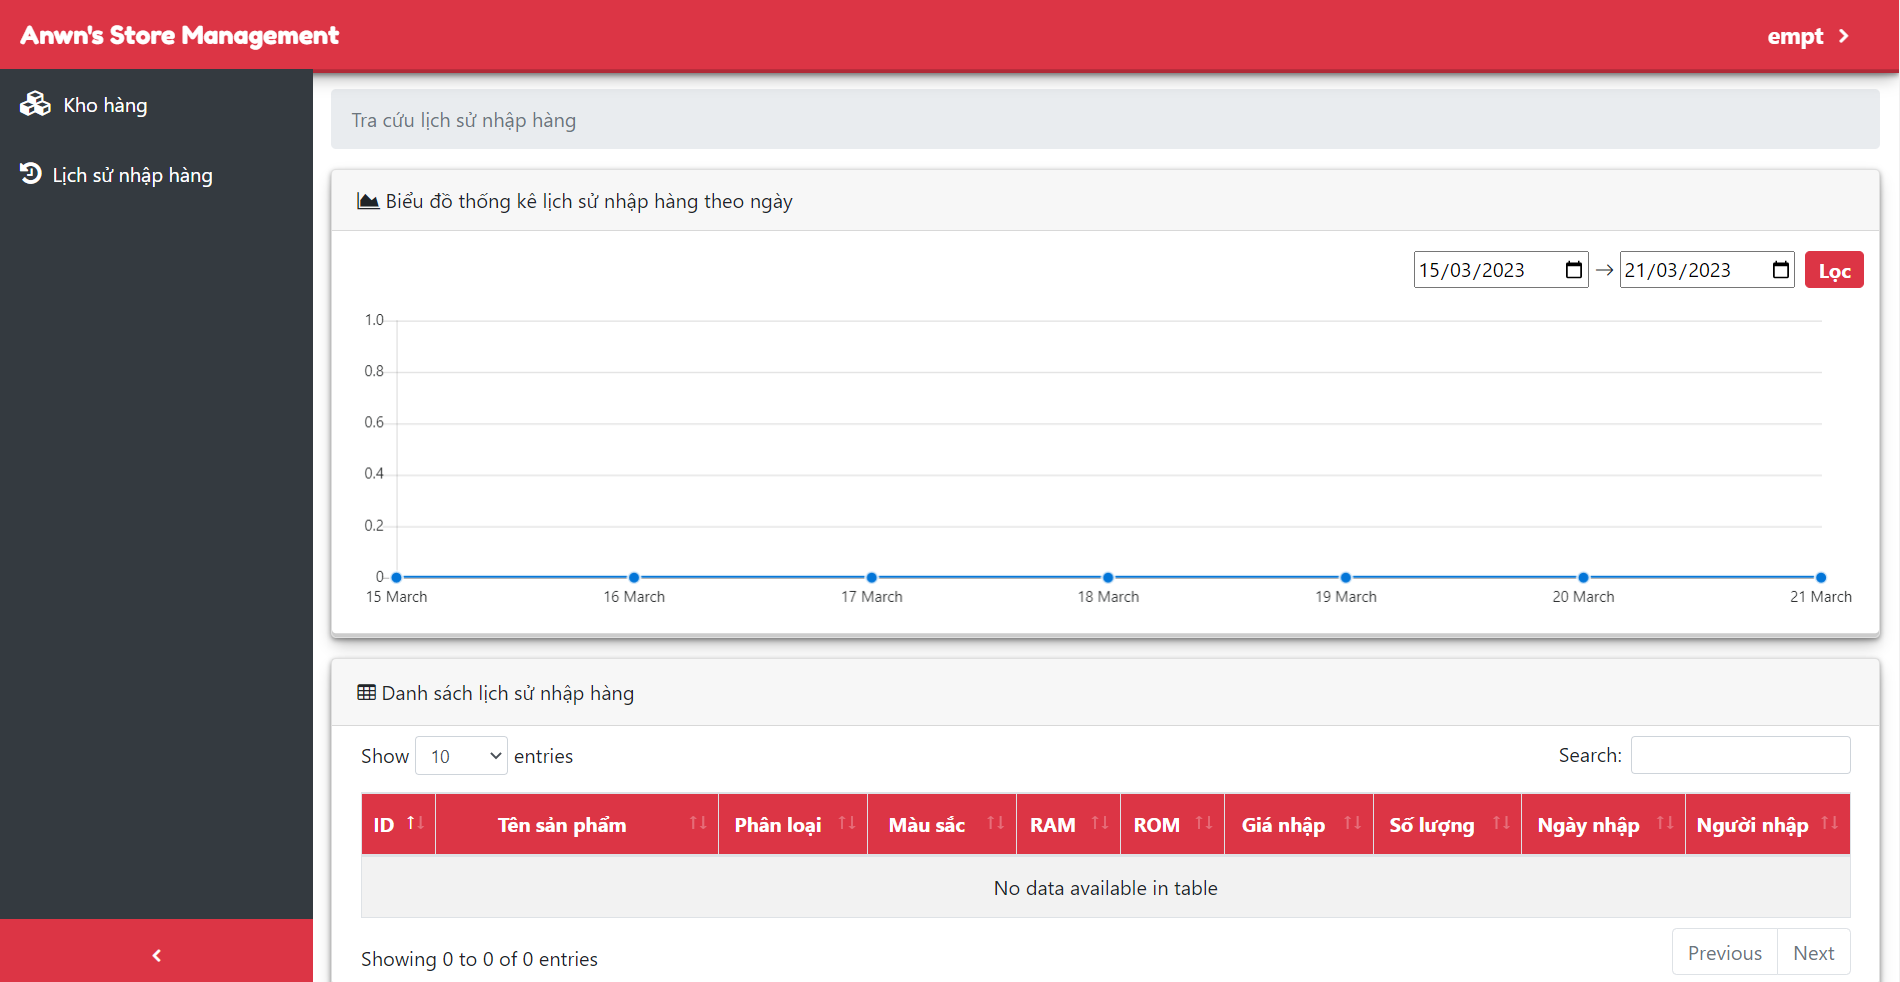 Anwn's Store Management
empt
Kho hàng
Lịch sử nhập hàng
Tra cứu lịch sử nhập hàng
Biểu đồ thống kê lịch sử nhập hàng theo ngày
15/03/2023 → 21/03/2023 Lọc
1.0
0.8
0.6
0.4
0.2
0
15 March 16 March 17 March 18 March 19 March 20 March 21 March
Danh sách lịch sử nhập hàng
Show 10 entries Search:
ID Tên sản phẩm Phân loại Màu sắc RAM ROM Giá nhập Số lượng Ngày nhập Người nhập
No data available in table
Showing 0 to 0 of 0 entries
Previous Next